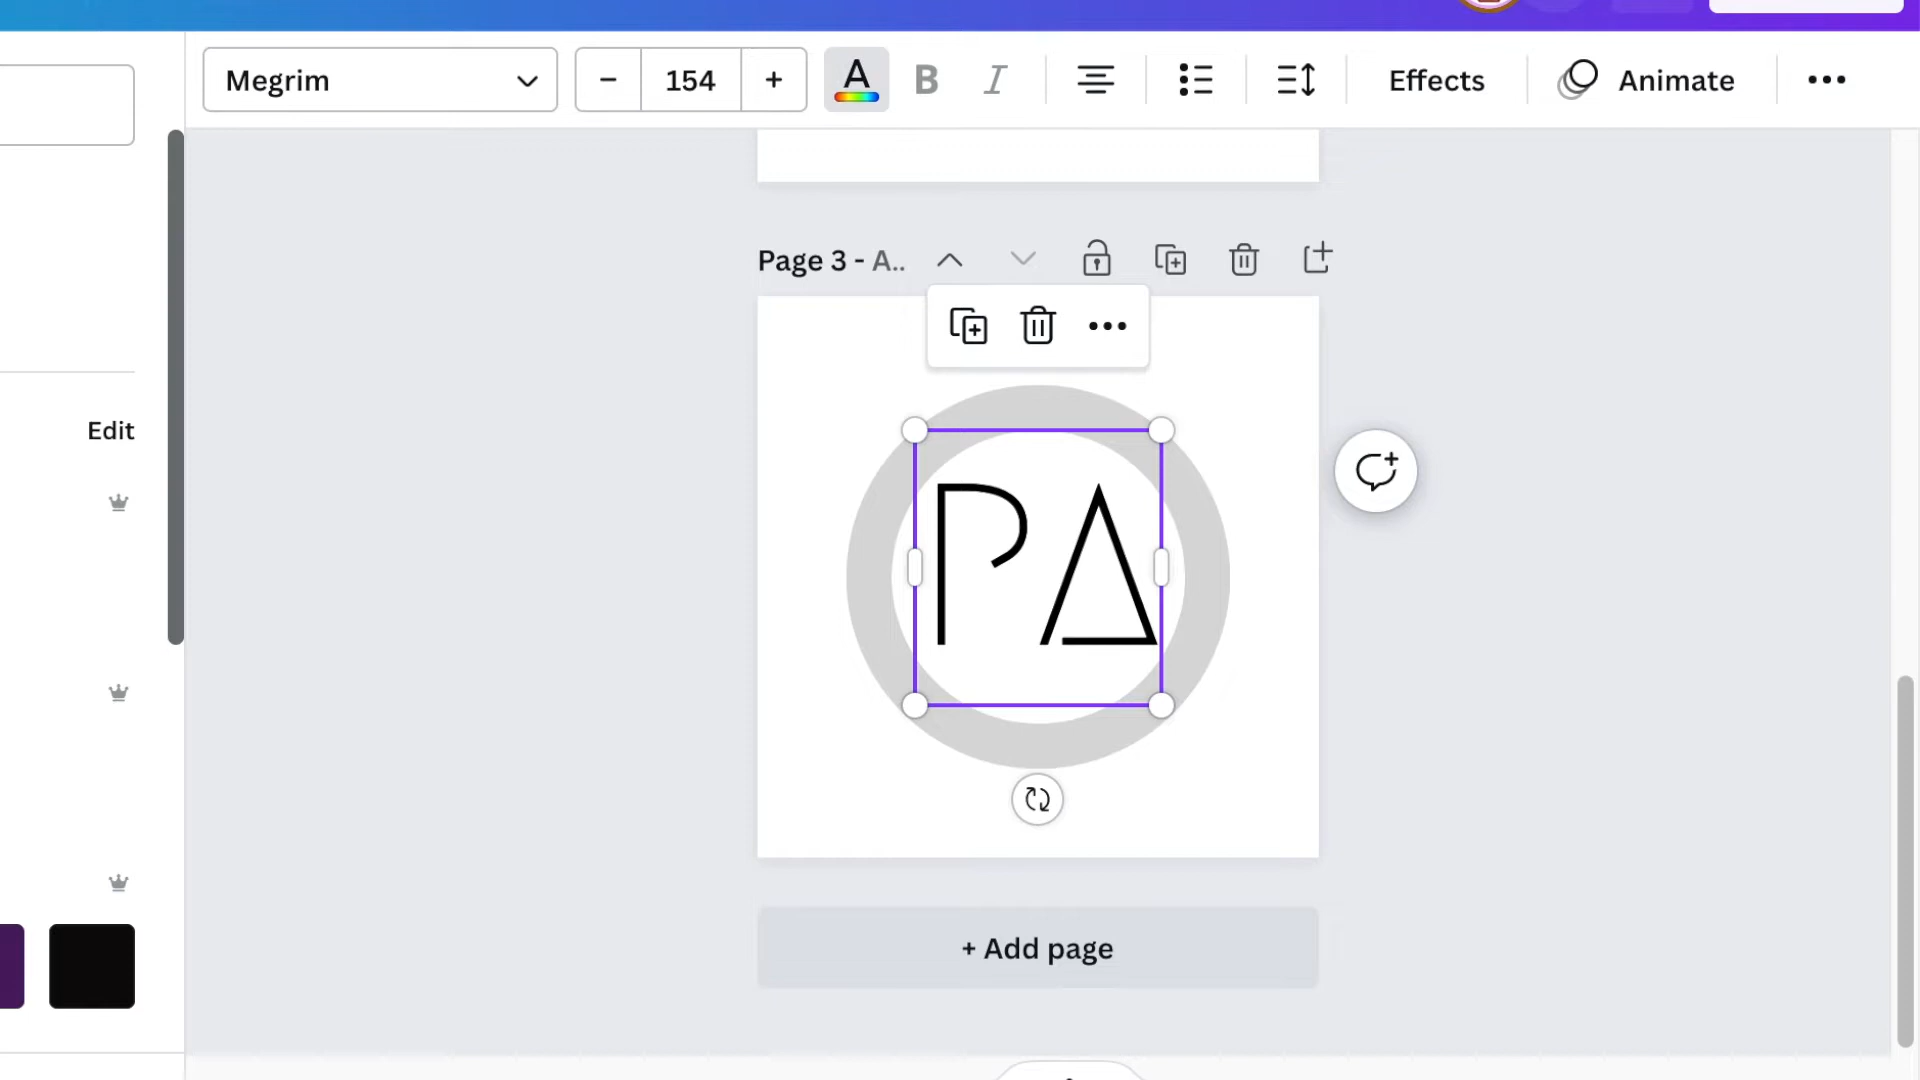 Megrim
− 154 +
A B I Effects Animate
Page 3 - A..
Edit
PA
+ Add page